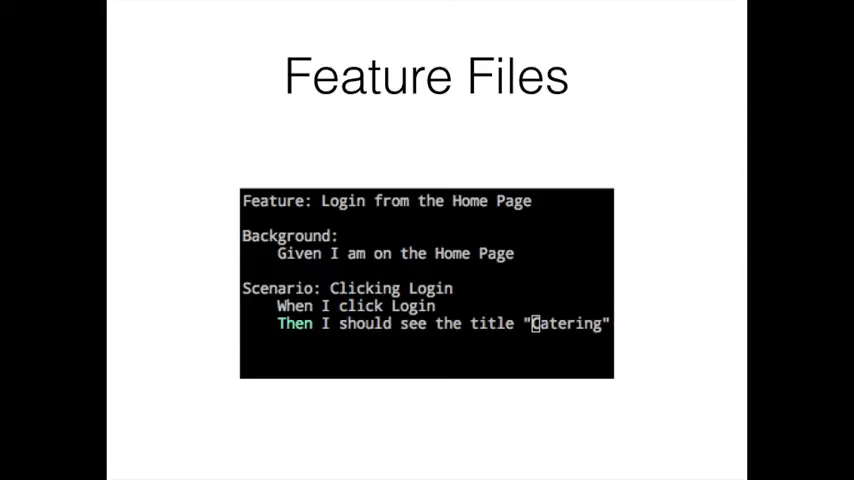 Feature Files
Feature: Login from the Home Page
Background:
Given I am on the Home Page
Scenario: Clicking Login
When I click Login
Then I should see the title "Catering"